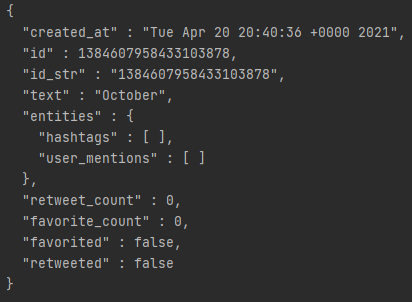 {
  "created_at" : "Tue Apr 20 20:40:36 +0000 2021",
  "id" : 1384607958433103878,
  "id_str" : "1384607958433103878",
  "text" : "October",
  "entities" : {
    "hashtags" : [ ],
    "user_mentions" : [ ]
  },
  "retweet_count" : 0,
  "favorite_count" : 0,
  "favorited" : false,
  "retweeted" : false
}